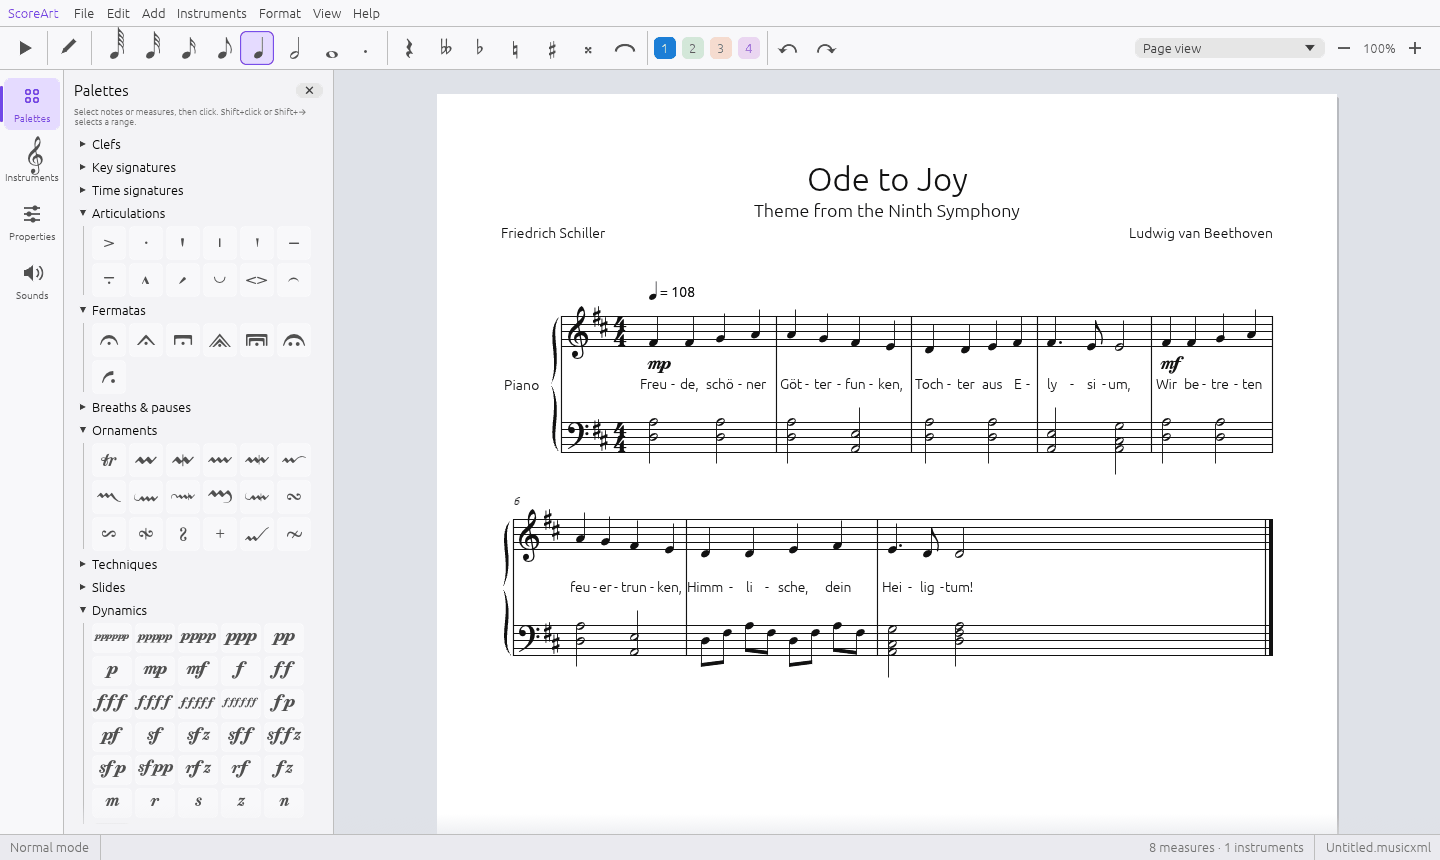 ScoreArt File Edit Add Instruments Format View Help
1 2 3 4 Page view 100%
Palettes
Instruments
Properties
Sounds
Palettes
Select notes or measures, then click. Shift+click or Shift+→
selects a range.
Clefs
Key signatures
Time signatures
Articulations
Fermatas
Breaths & pauses
Ornaments
tr
Techniques
Slides
Dynamics
pppppp ppppp pppp ppp pp
p mp mf f ff
fff ffff fffff ffffff fp
pf sf sfz sff sffz
sfp sfpp rfz rf fz
m r s z n
Ode to Joy
Theme from the Ninth Symphony
Friedrich Schiller Ludwig van Beethoven
= 108
mp mf
Piano
Freu - de, schö - ner Göt - ter - fun - ken, Toch - ter aus E - ly - si - um, Wir be - tre - ten
6
feu - er - trun - ken, Himm - li - sche, dein Hei - lig - tum!
Normal mode 8 measures · 1 instruments Untitled.musicxml